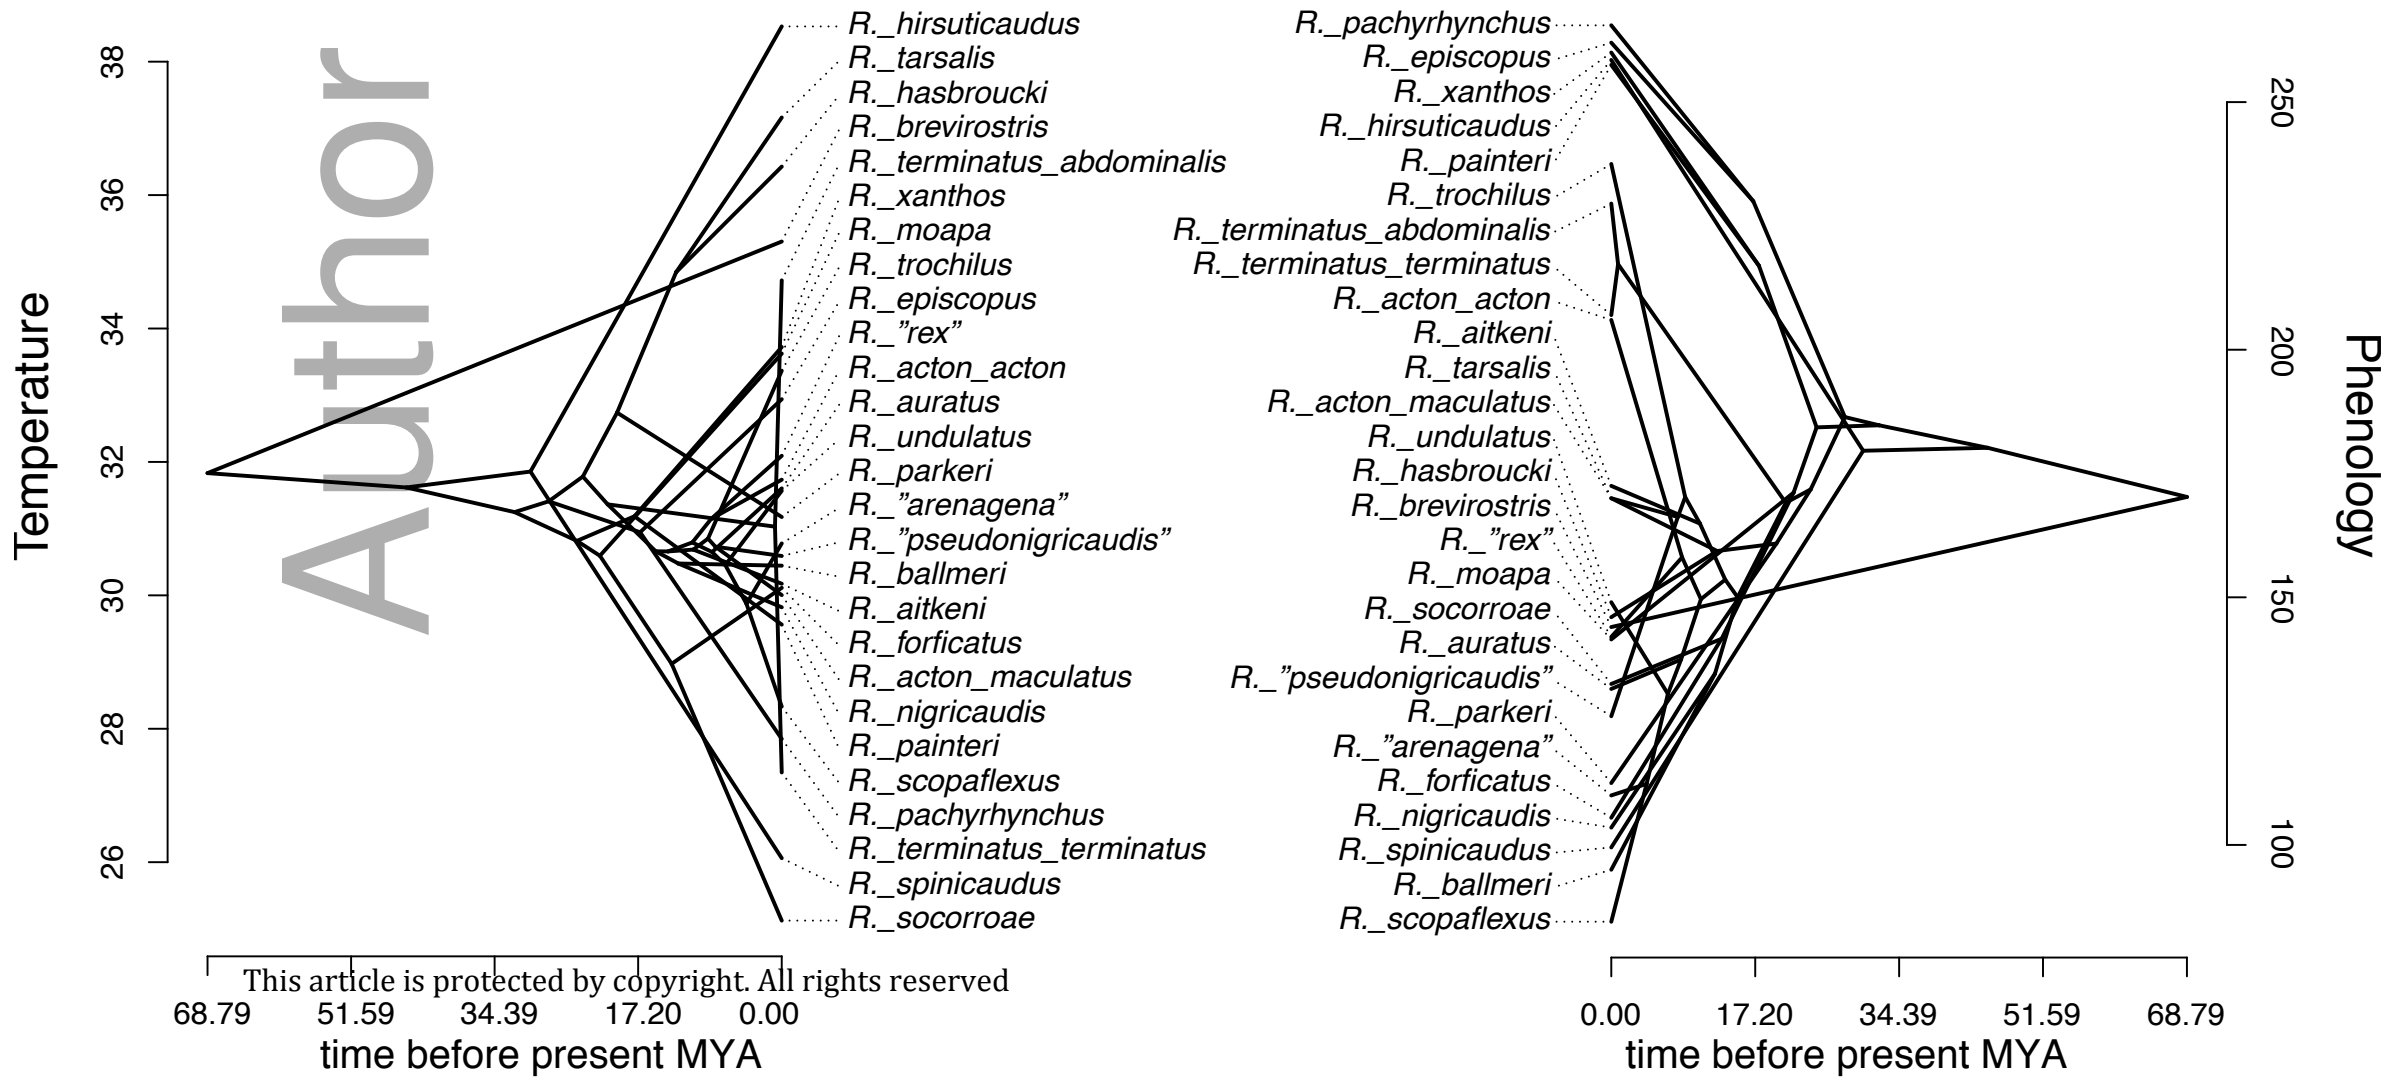 Temperature
38
36
34
32
30
28
26
Author
R._hirsuticaudus
R._tarsalis
R._hasbroucki
R._brevirostris
R._terminatus_abdominalis
R._xanthos
R._moapa
R._trochilus
R._episcopus
R._”rex”
R._acton_acton
R._auratus
R._undulatus
R._parkeri
R._”arenagena”
R._”pseudonigricaudis”
R._ballmeri
R._aitkeni
R._forficatus
R._acton_maculatus
R._nigricaudis
R._painteri
R._scopaflexus
R._pachyrhynchus
R._terminatus_terminatus
R._spinicaudus
R._socorroae
This article is protected by copyright. All rights reserved
68.79 51.59 34.39 17.20 0.00
time before present MYA
R._pachyrhynchus
R._episcopus
R._xanthos
R._hirsuticaudus
R._painteri
R._trochilus
R._terminatus_abdominalis
R._terminatus_terminatus
R._acton_acton
R._aitkeni
R._tarsalis
R._acton_maculatus
R._undulatus
R._hasbroucki
R._brevirostris
R._”rex”
R._moapa
R._socorroae
R._auratus
R._”pseudonigricaudis”
R._parkeri
R._”arenagena”
R._forficatus
R._nigricaudis
R._spinicaudus
R._ballmeri
R._scopaflexus
250
200
150
100
Phenology
0.00 17.20 34.39 51.59 68.79
time before present MYA